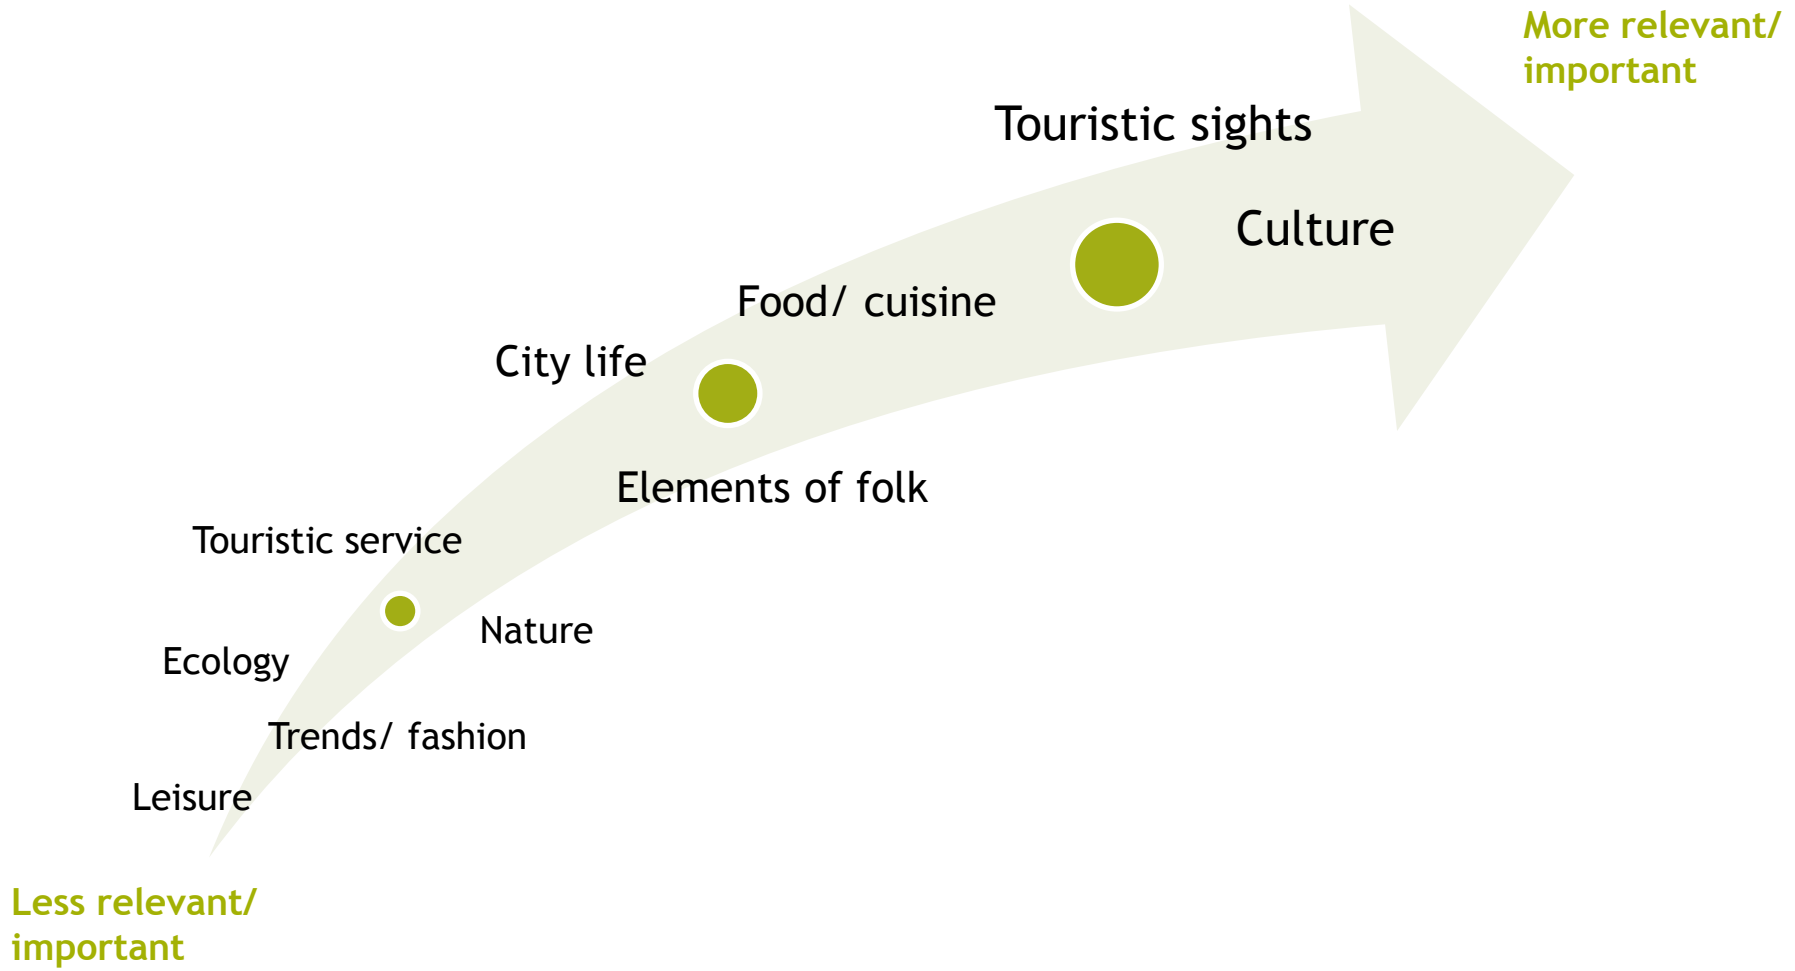 More relevant/
important
Touristic sights
Culture
Food/ cuisine
City life
Elements of folk
Touristic service
Nature
Ecology
Trends/ fashion
Leisure
Less relevant/
important